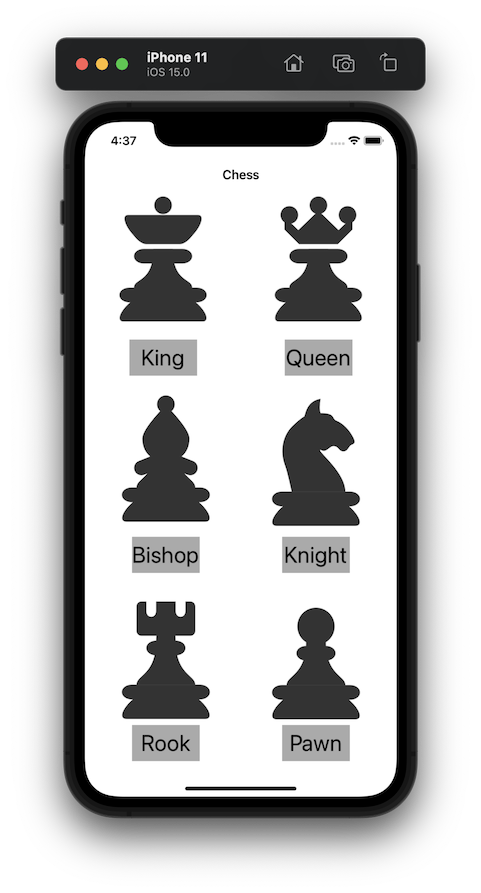 iPhone 11
iOS 15.0
4:37
Chess
King
Queen
Bishop
Knight
Rook
Pawn